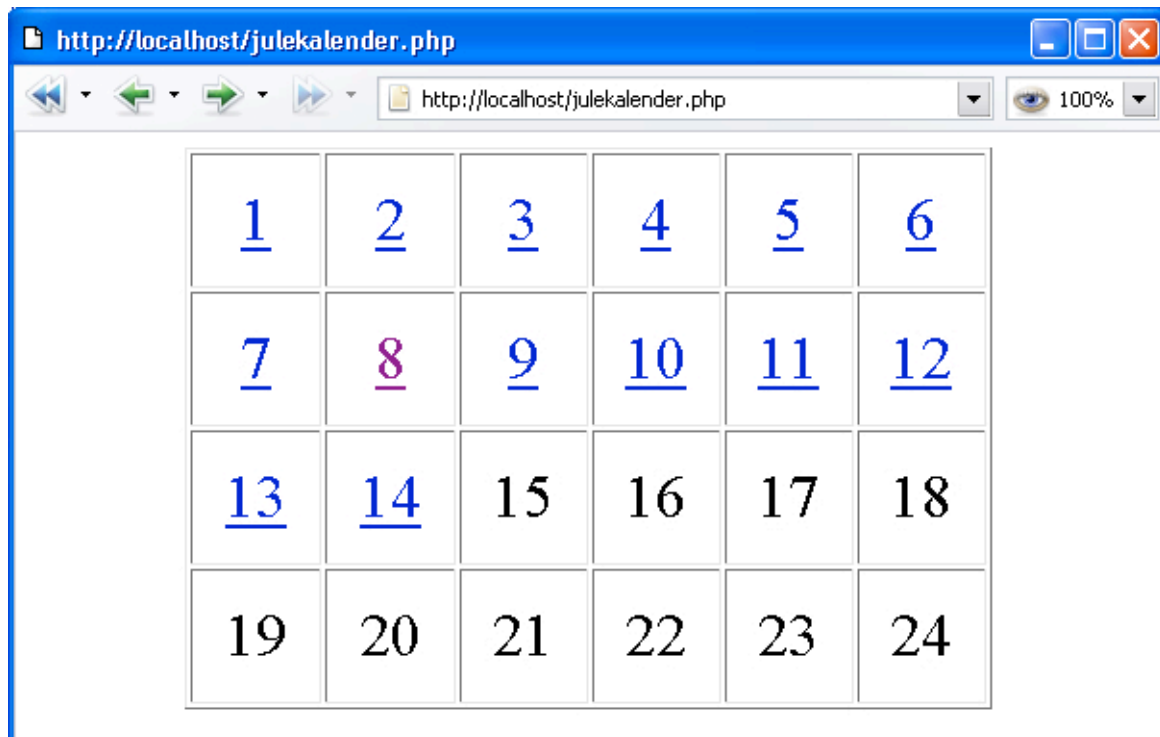 http://localhost/julekalender.php
http://localhost/julekalender.php 100%
1 2 3 4 5 6
7 8 9 10 11 12
13 14 15 16 17 18
19 20 21 22 23 24